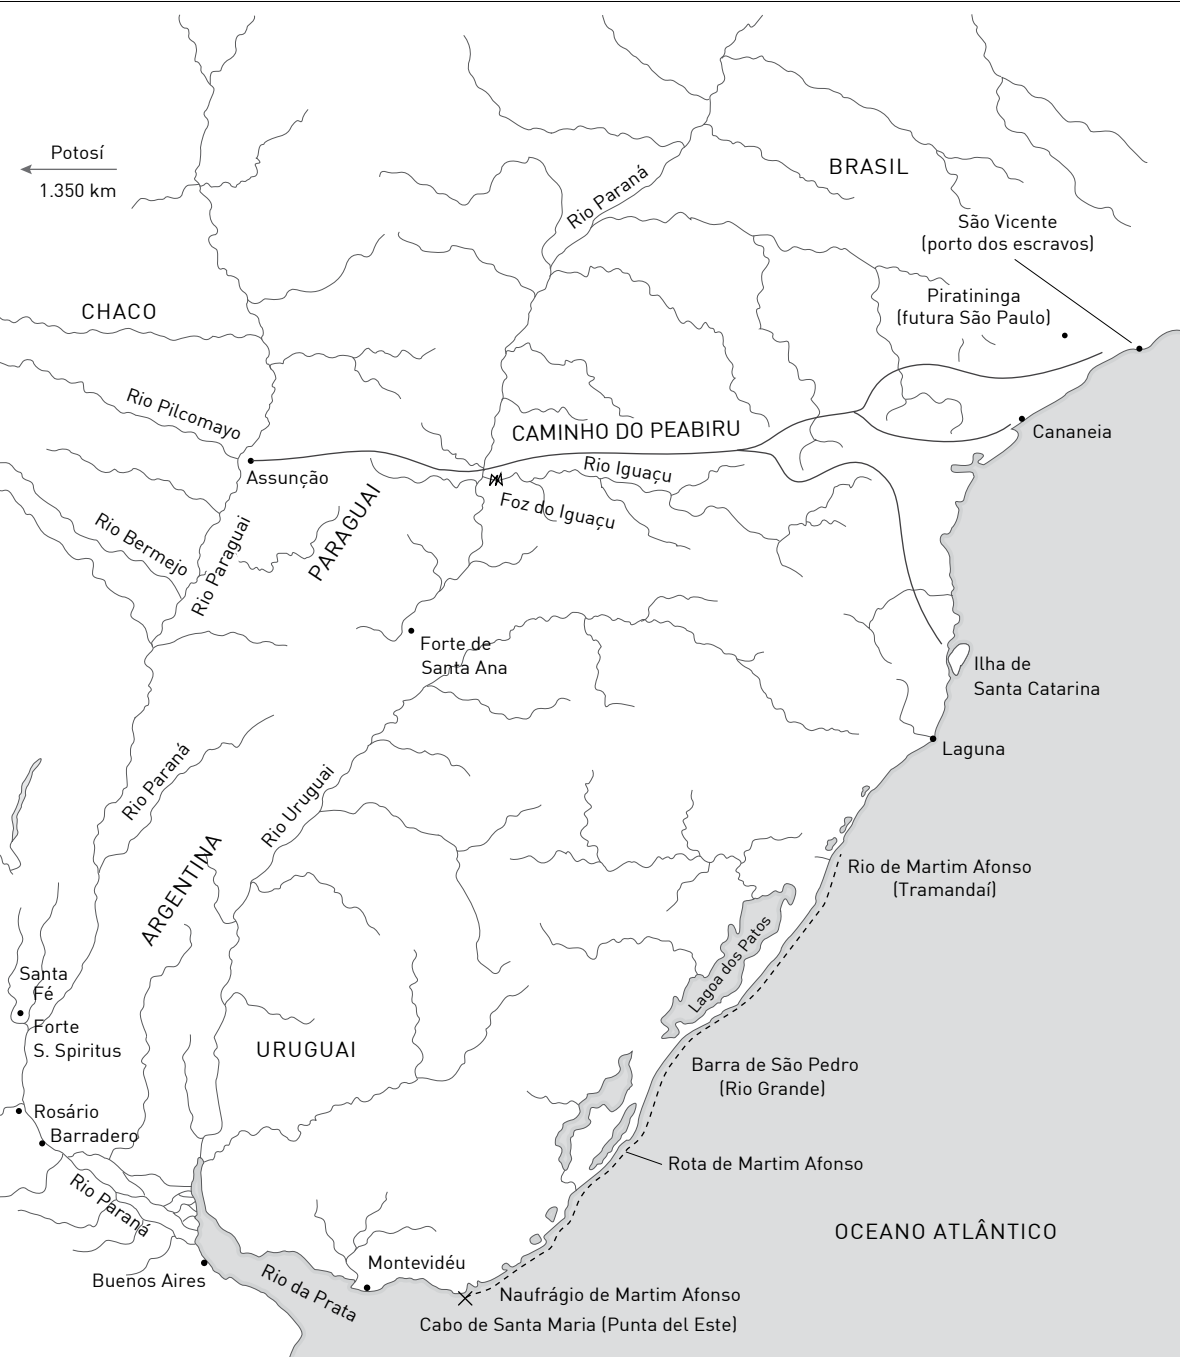 Potosí
1.350 km
BRASIL
Rio Paraná
São Vicente
(porto dos escravos)
Piratininga
(futura São Paulo)
CHACO
Rio Pilcomayo
CAMINHO DO PEABIRU
Cananeia
Assunção
Rio Iguaçu
Foz do Iguaçu
PARAGUAI
Rio Bermejo
Rio Paraguai
Forte de
Santa Ana
Ilha de
Santa Catarina
Laguna
Rio Paraná
Rio Uruguai
ARGENTINA
Rio de Martim Afonso
(Tramandaí)
Lagoa dos Patos
Santa
Fé
Forte
S. Spiritus
URUGUAI
Barra de São Pedro
(Rio Grande)
Rosário
Barradero
Rota de Martim Afonso
Rio Paraná
OCEANO ATLÂNTICO
Montevidéu
Buenos Aires
Rio da Prata
Naufrágio de Martim Afonso
Cabo de Santa Maria (Punta del Este)